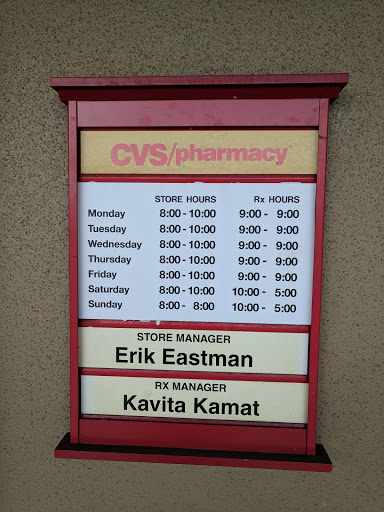 CVS/pharmacy
STORE HOURS Rx HOURS
Monday 8:00 - 10:00 9:00 - 9:00
Tuesday 8:00 - 10:00 9:00 - 9:00
Wednesday 8:00 - 10:00 9:00 - 9:00
Thursday 8:00 - 10:00 9:00 - 9:00
Friday 8:00 - 10:00 9:00 - 9:00
Saturday 8:00 - 10:00 10:00 - 5:00
Sunday 8:00 - 8:00 10:00 - 5:00
STORE MANAGER
Erik Eastman
RX MANAGER
Kavita Kamat